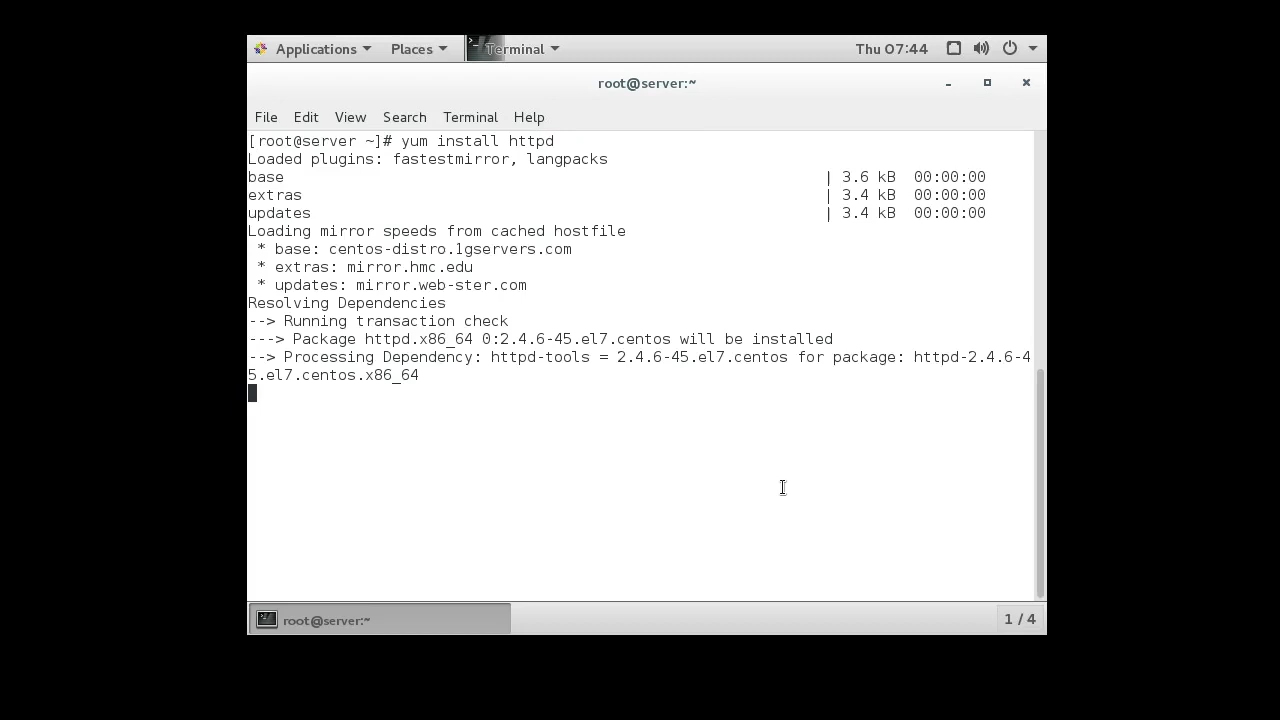 Applications Places Terminal Thu 07:44
root@server:~
File Edit View Search Terminal Help
[root@server ~]# yum install httpd
Loaded plugins: fastestmirror, langpacks
base | 3.6 kB 00:00:00
extras | 3.4 kB 00:00:00
updates | 3.4 kB 00:00:00
Loading mirror speeds from cached hostfile
* base: centos-distro.1gservers.com
* extras: mirror.hmc.edu
* updates: mirror.web-ster.com
Resolving Dependencies
--> Running transaction check
---> Package httpd.x86_64 0:2.4.6-45.el7.centos will be installed
--> Processing Dependency: httpd-tools = 2.4.6-45.el7.centos for package: httpd-2.4.6-4
5.el7.centos.x86_64
root@server:~ 1 / 4